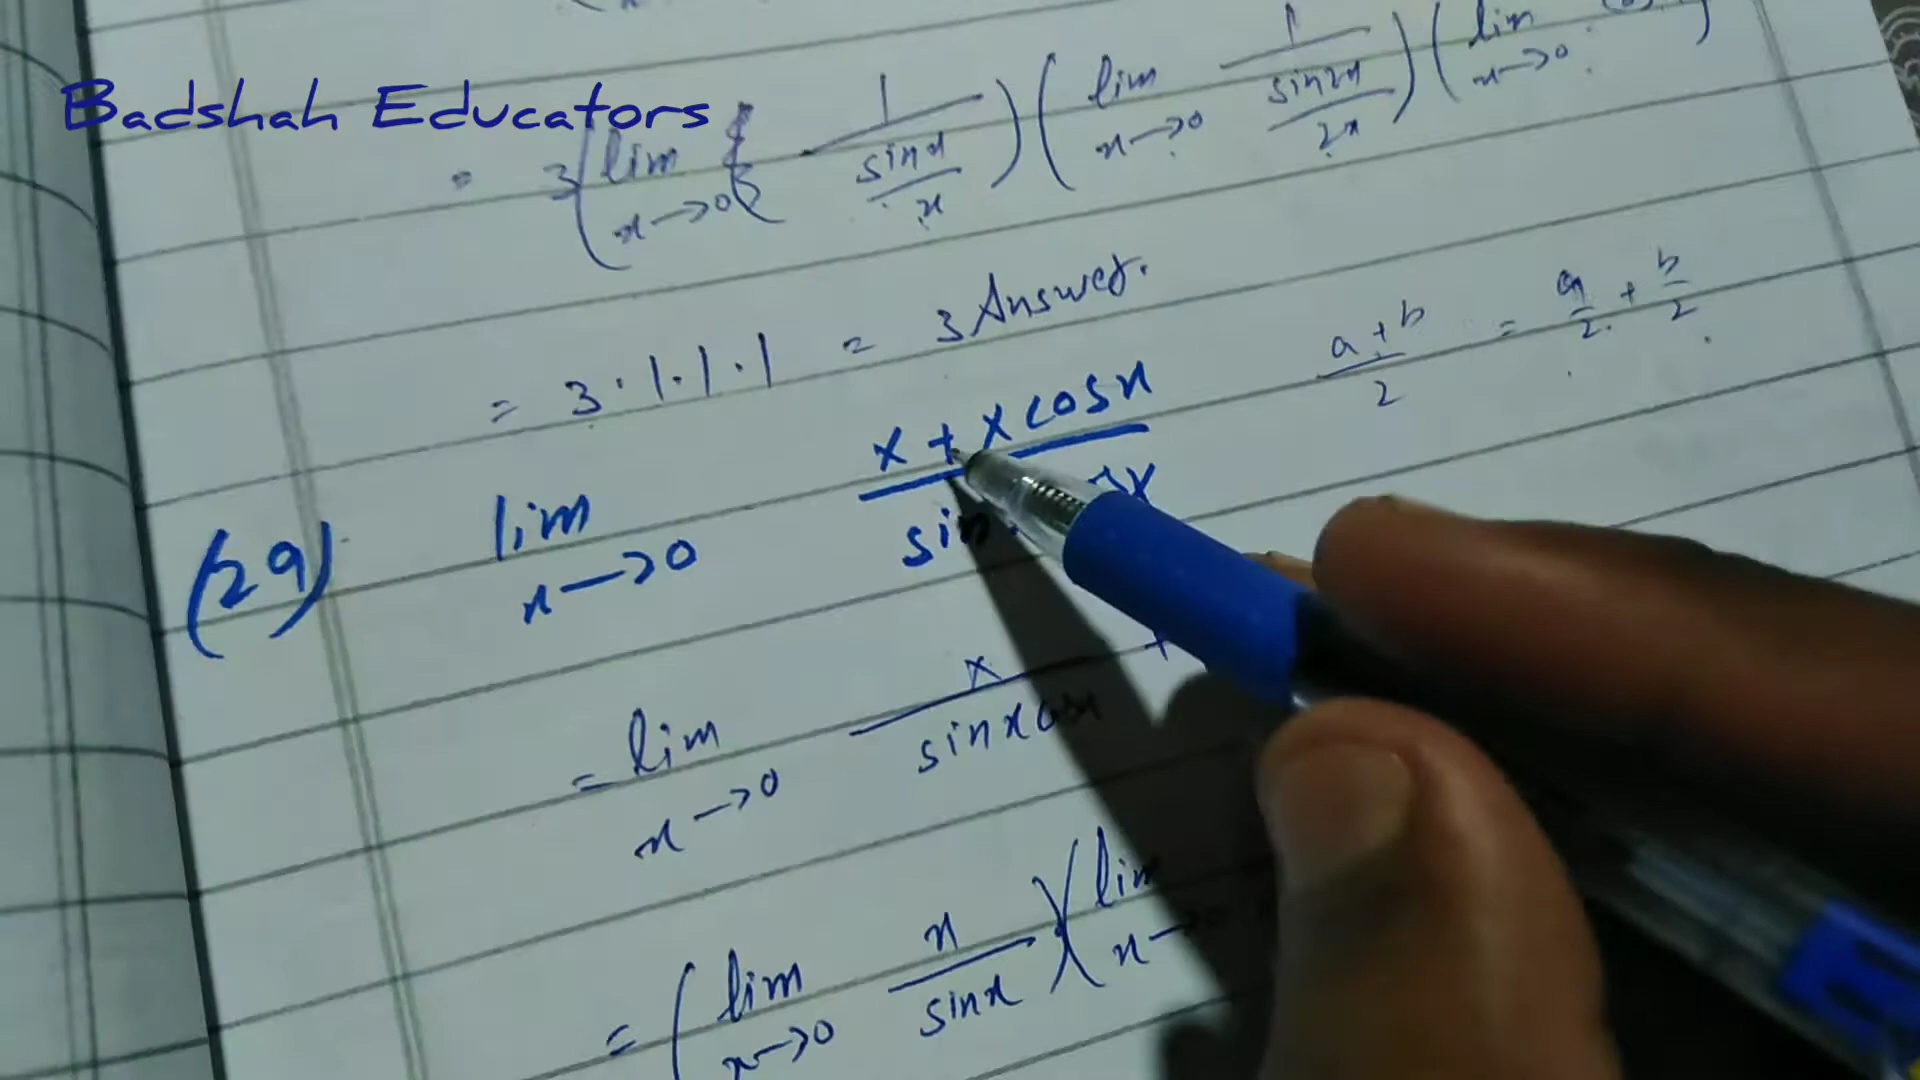 Badshah Educators
= 3 ( lim x→0 1 / (sin x / x) ) ( lim x→0 1 / (sin 2x / 2x) ) ( lim x→0
= 3 · 1 · 1 · 1 = 3 Answer.
(a + b) / 2 = a / 2 + b / 2
(29) lim x→0 (x + x cos x) / sin
= lim x→0 x / (sin x cos x) +
= ( lim x→0 x / sin x ) ( lim x→